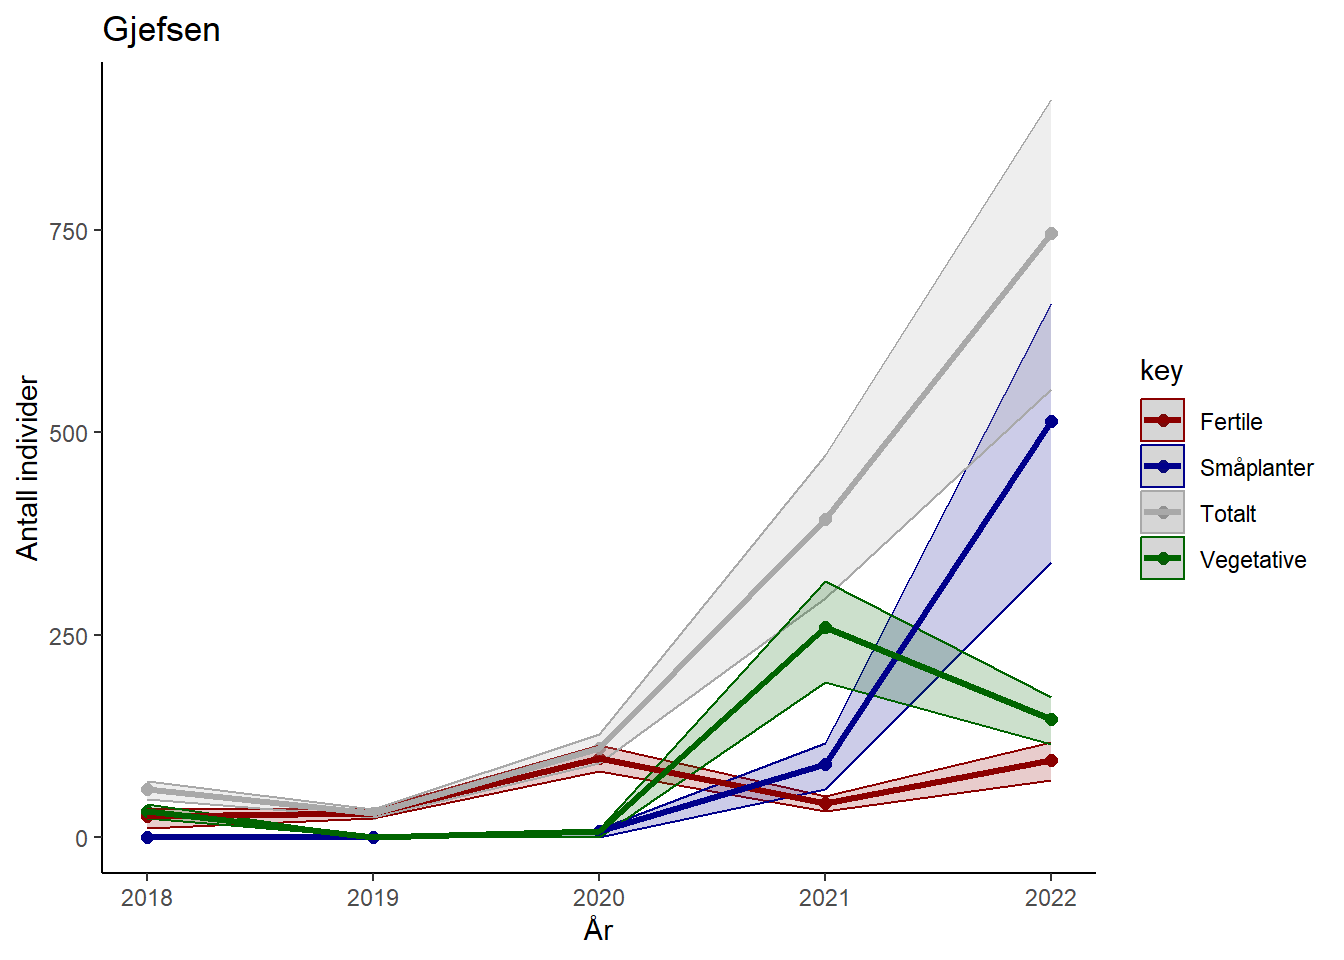 Gjefsen
Antall individer
750
500
250
0
2018 2019 2020 2021 2022
År
key
Fertile
Småplanter
Totalt
Vegetative